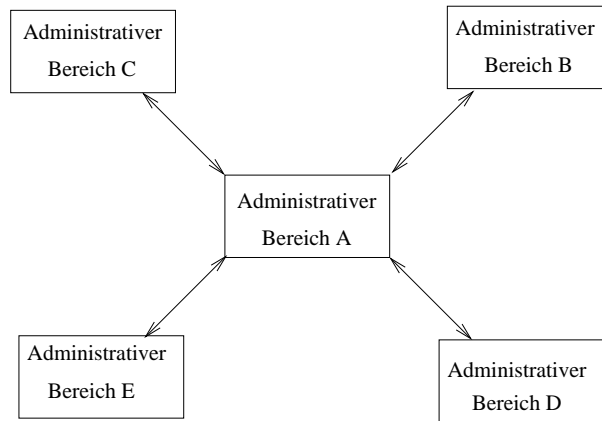 Administrativer
Bereich C
Administrativer
Bereich B
Administrativer
Bereich A
Administrativer
Bereich E
Administrativer
Bereich D